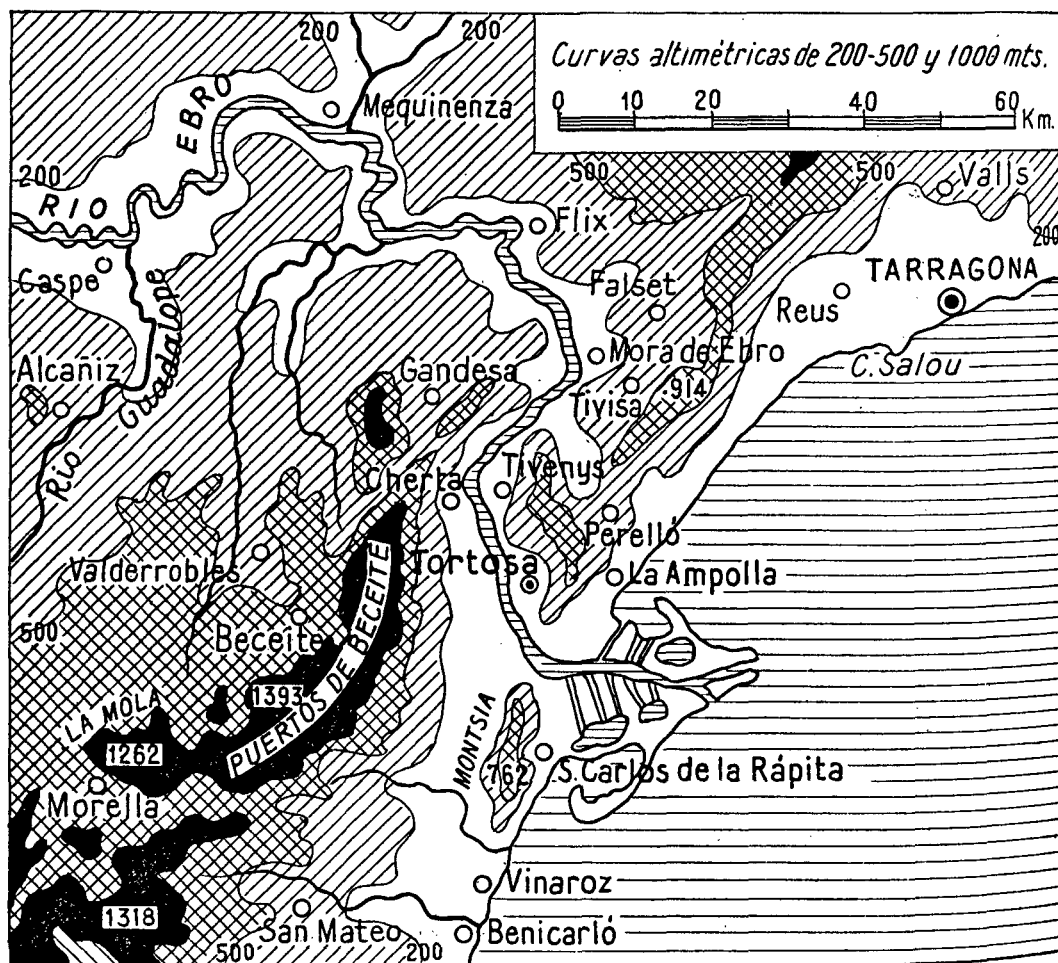 200
200
Curvas altimétricas de 200-500 y 1000 mts.
0 10 20 40 60
Km.
Mequinenza
RIO EBRO
200
500
500
Valls
Flix
200
Caspe
TARRAGONA
Falset
Reus
Rio Guadalope
Mora de Ebro
C. Salou
Alcañiz
Gandesa
Tivisa
914
Cherta
Tivenys
Perelló
Valderrobles
Tortosa
La Ampolla
500
Beceite
PUERTOS DE BECEITE
1393
LA MOLA
1262
MONTSIA
762
S. Carlos de la Rápita
Morella
Vinaroz
1318
San Mateo
Benicarló
500
200